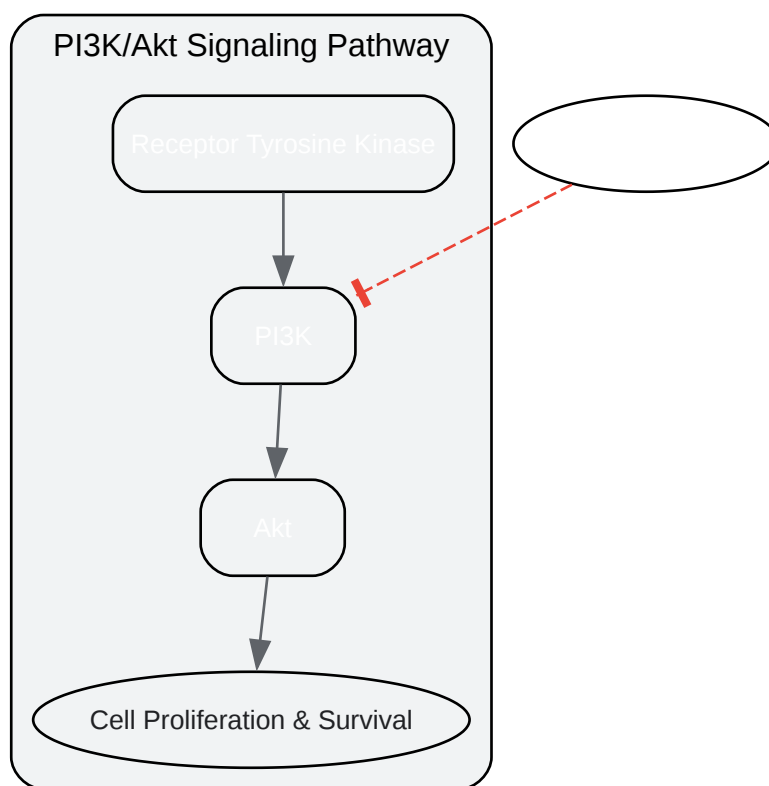 PI3K/Akt Signaling Pathway
Receptor Tyrosine Kinase
PI3K
Akt
Cell Proliferation & Survival